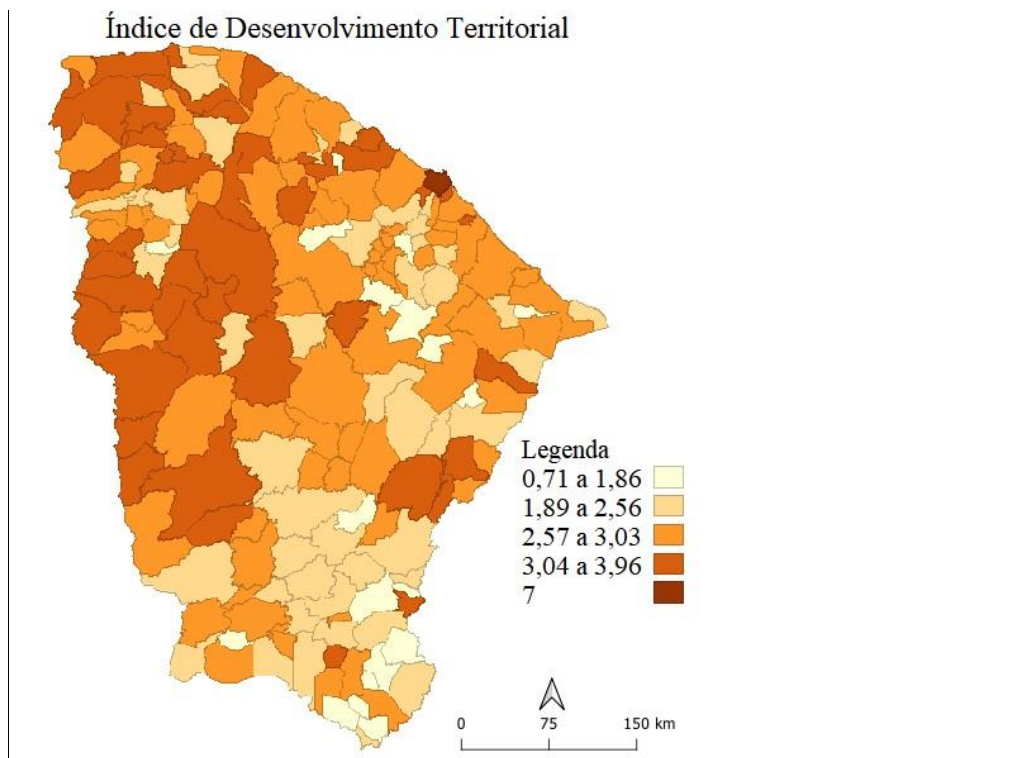 Índice de Desenvolvimento Territorial
Legenda
0,71 a 1,86
1,89 a 2,56
2,57 a 3,03
3,04 a 3,96
7
0 75 150 km